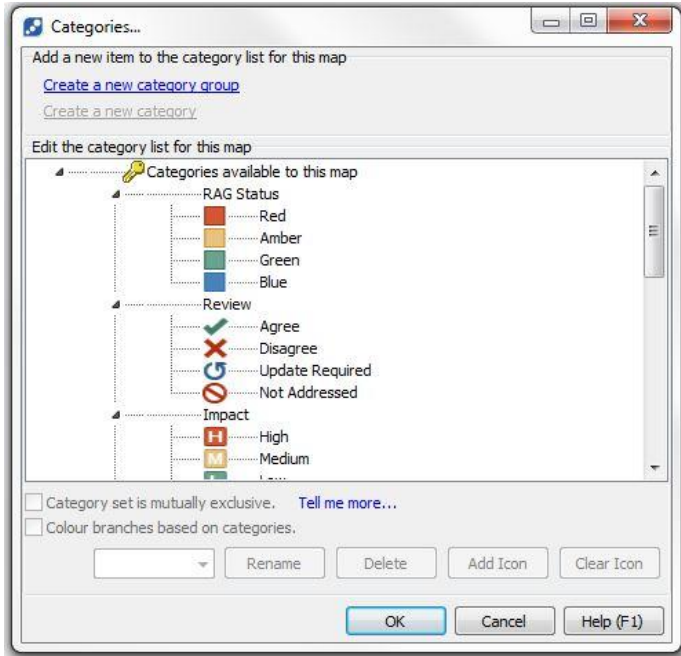 Categories...
Add a new item to the category list for this map
Create a new category group
Create a new category
Edit the category list for this map
Categories available to this map
RAG Status
Red
Amber
Green
Blue
Review
Agree
Disagree
Update Required
Not Addressed
Impact
H High
M Medium
Category set is mutually exclusive. Tell me more...
Colour branches based on categories.
Rename Delete Add Icon Clear Icon
OK Cancel Help (F1)